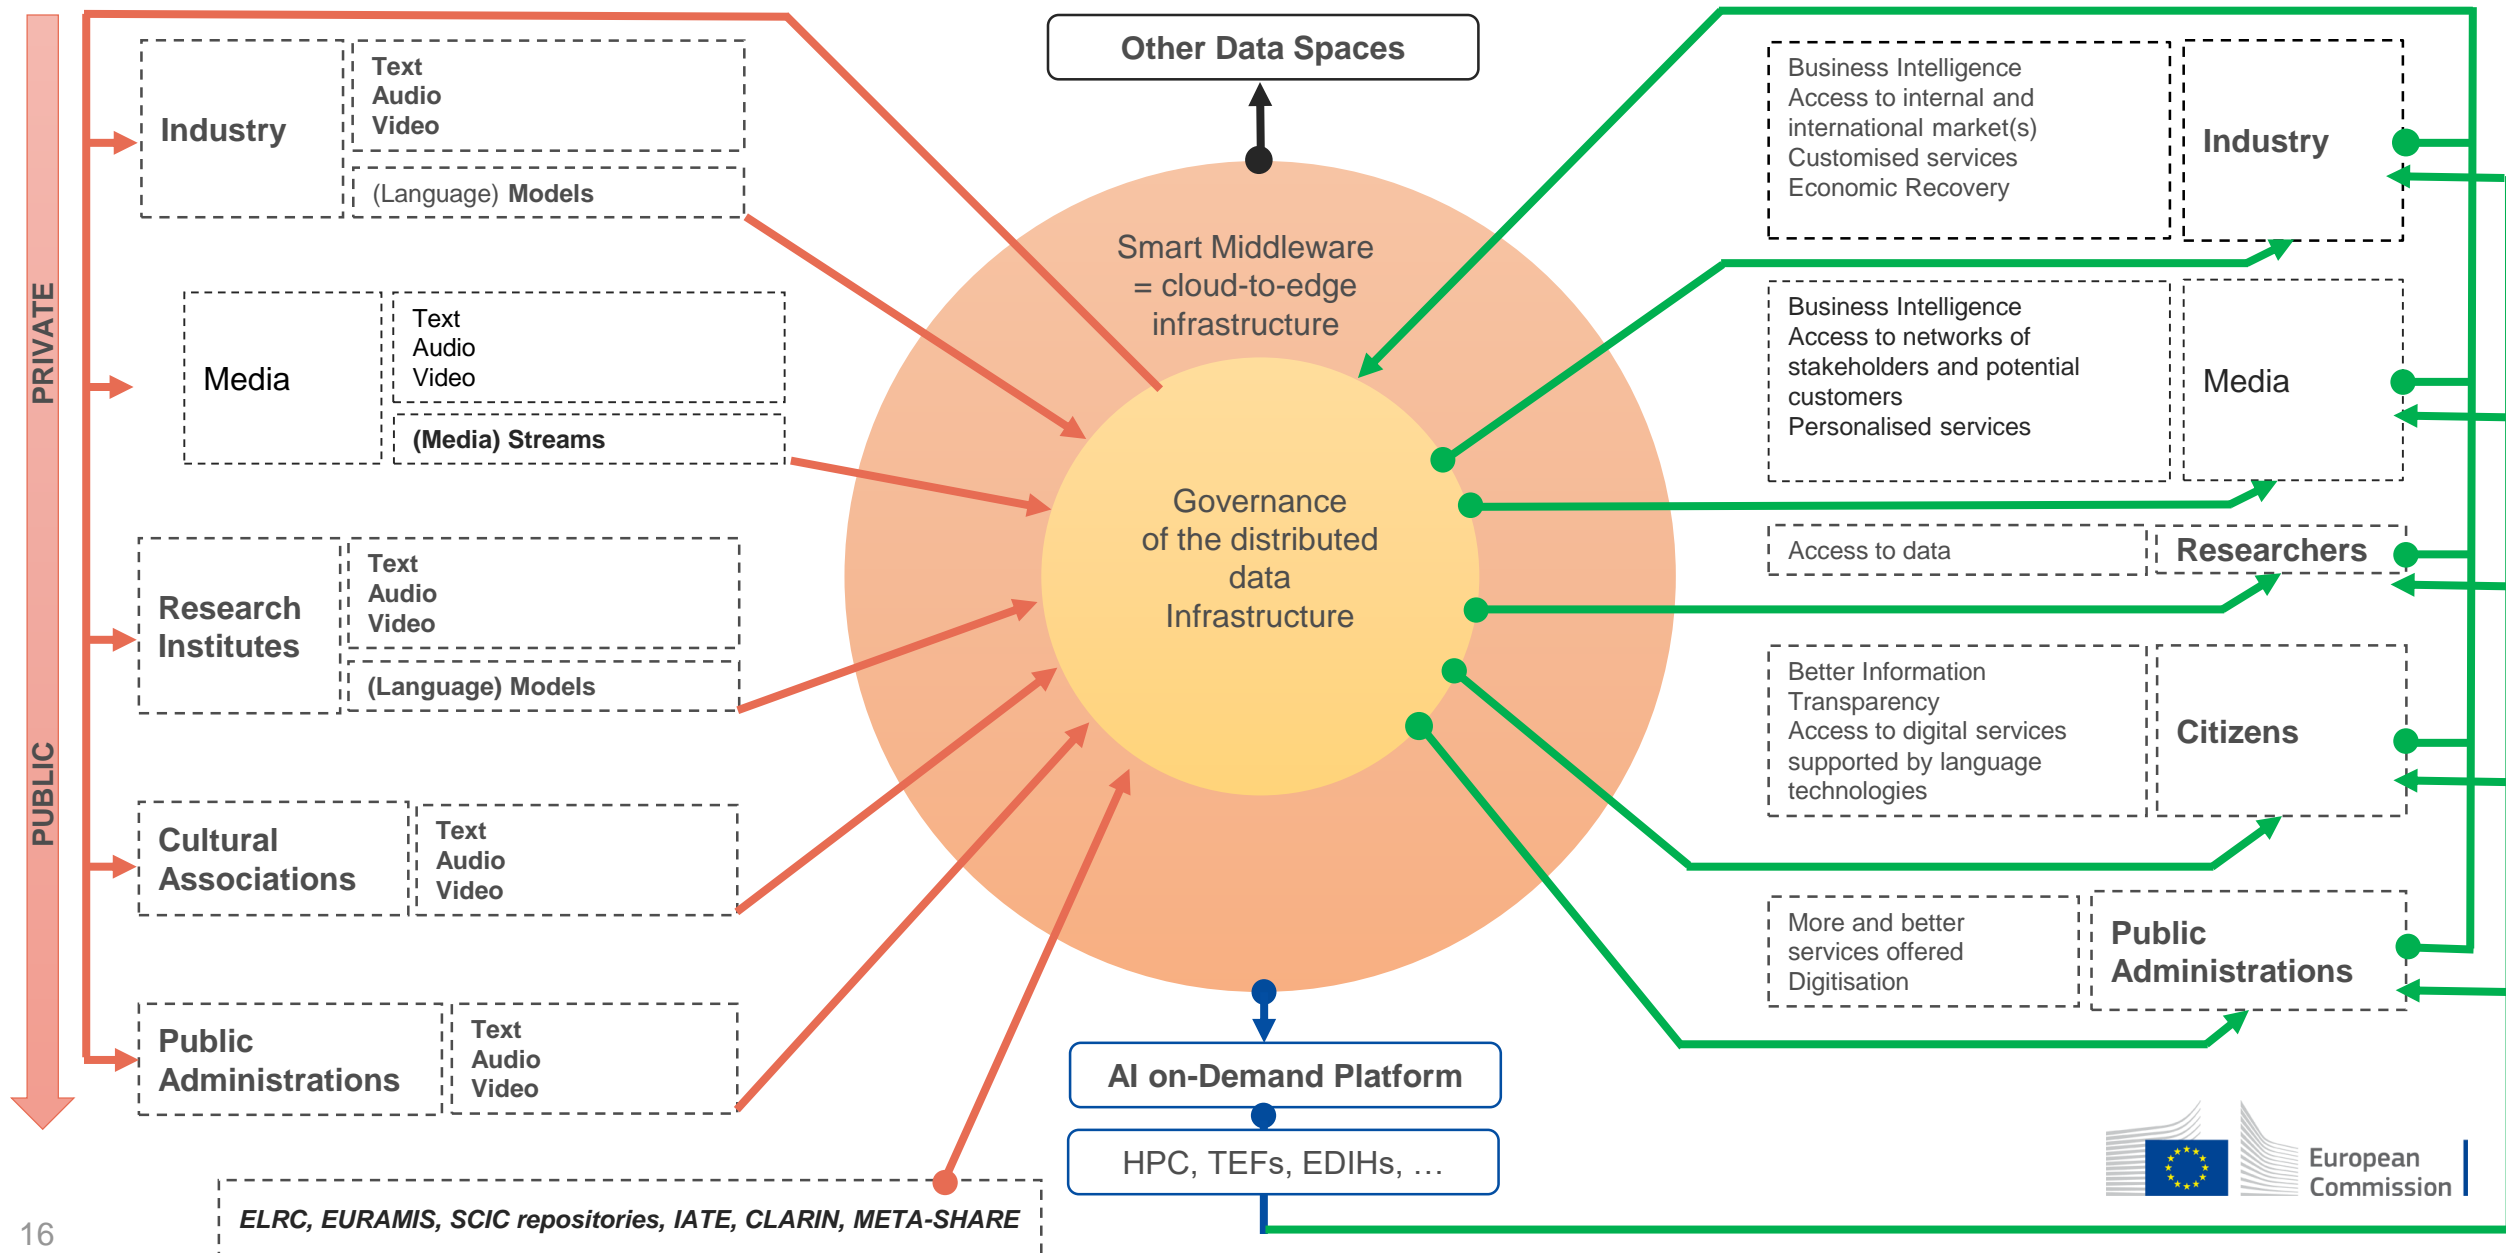 PRIVATE
PUBLIC
Industry
Text
Audio
Video
(Language) Models
Media
Text
Audio
Video
(Media) Streams
Research
Institutes
Text
Audio
Video
(Language) Models
Cultural
Associations
Text
Audio
Video
Public
Administrations
Text
Audio
Video
ELRC, EURAMIS, SCIC repositories, IATE, CLARIN, META-SHARE
16
Other Data Spaces
Smart Middleware
= cloud-to-edge
infrastructure
Governance
of the distributed
data
Infrastructure
AI on-Demand Platform
HPC, TEFs, EDIHs, …
Business Intelligence
Access to internal and
international market(s)
Customised services
Economic Recovery
Industry
Business Intelligence
Access to networks of
stakeholders and potential
customers
Personalised services
Media
Access to data
Researchers
Better Information
Transparency
Access to digital services
supported by language
technologies
Citizens
More and better
services offered
Digitisation
Public
Administrations
European
Commission